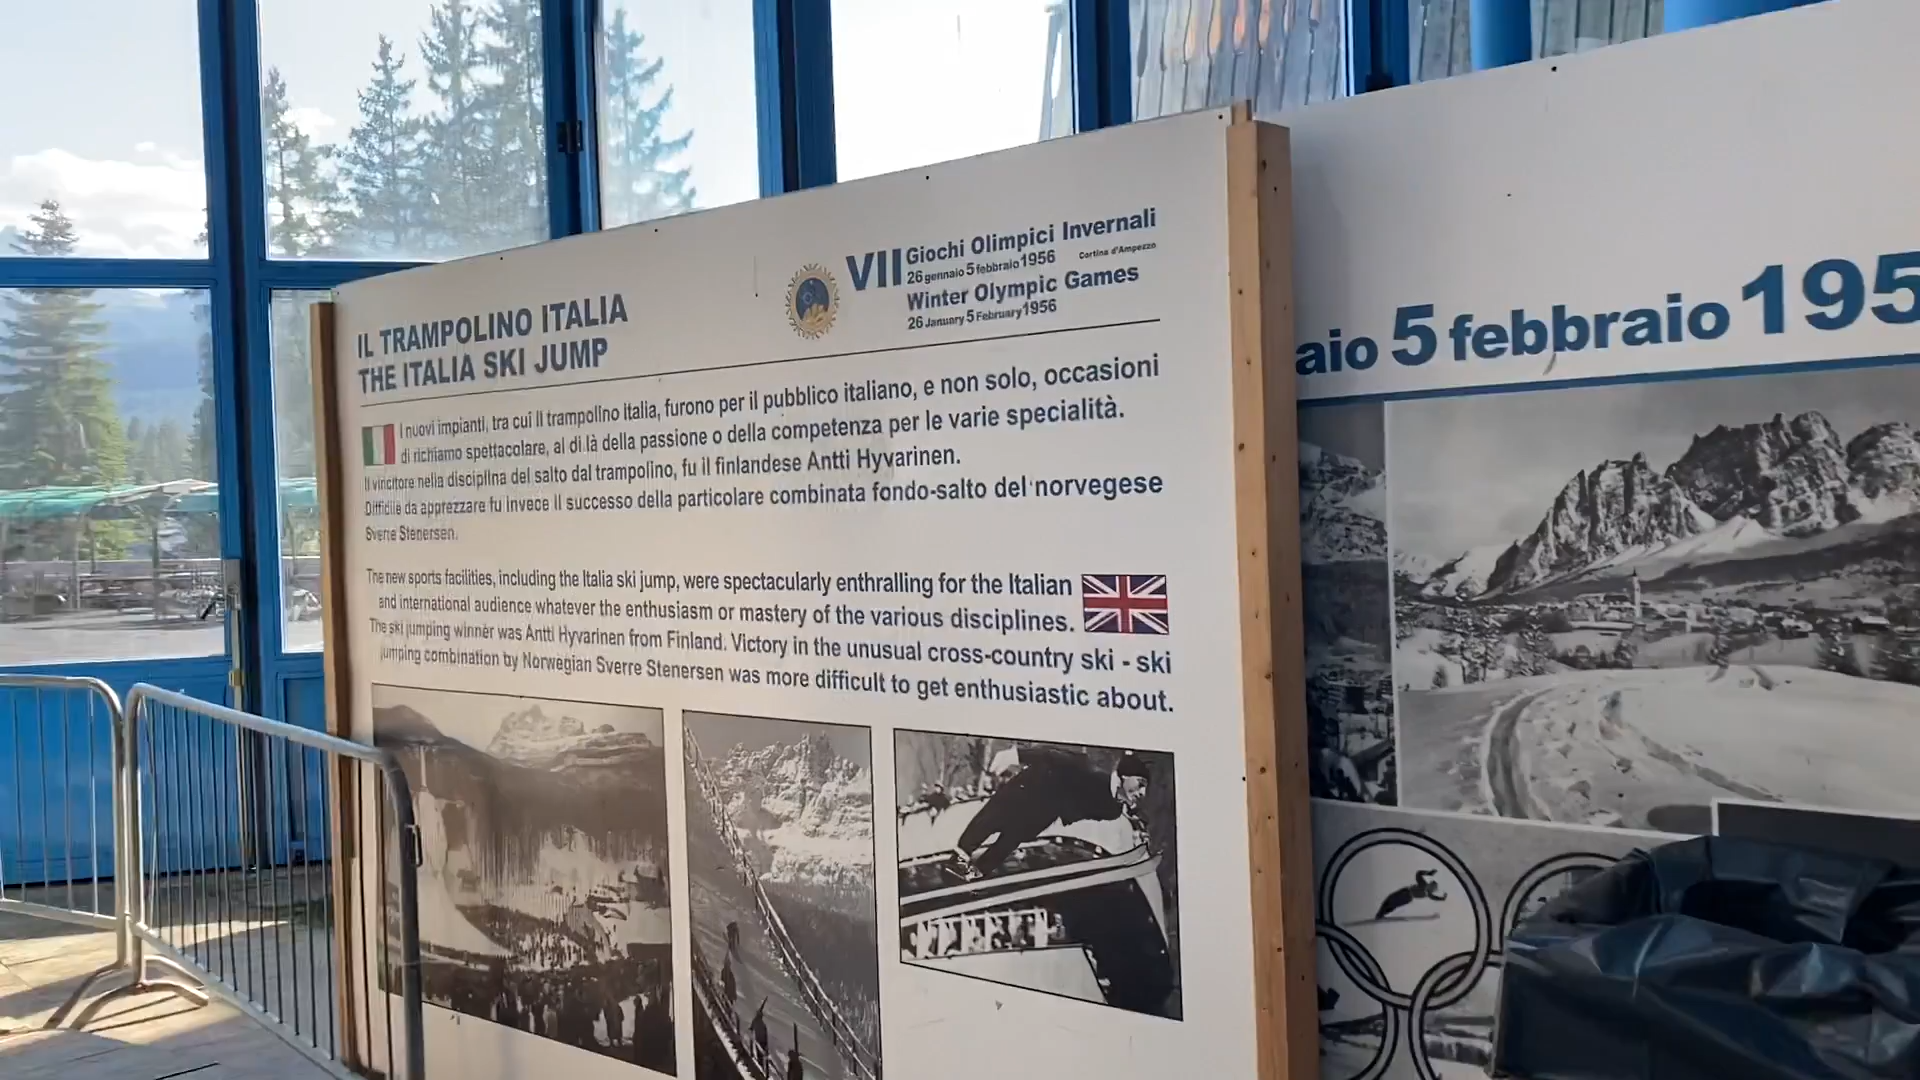 VII Giochi Olimpici Invernali
26 gennaio 5 febbraio 1956 Cortina d'Ampezzo
Winter Olympic Games
26 January 5 February 1956
IL TRAMPOLINO ITALIA
THE ITALIA SKI JUMP
I nuovi impianti, tra cui il trampolino Italia, furono per il pubblico italiano, e non solo, occasioni
di richiamo spettacolare, al di là della passione o della competenza per le varie specialità.
Il vincitore nella disciplina del salto dal trampolino, fu il finlandese Antti Hyvarinen.
Difficile da apprezzare fu invece il successo della particolare combinata fondo-salto del norvegese
Sverre Stenersen.
The new sports facilities, including the Italia ski jump, were spectacularly enthralling for the Italian
and international audience whatever the enthusiasm or mastery of the various disciplines.
The ski jumping winner was Antti Hyvarinen from Finland. Victory in the unusual cross-country ski - ski
jumping combination by Norwegian Sverre Stenersen was more difficult to get enthusiastic about.
aio 5 febbraio 195